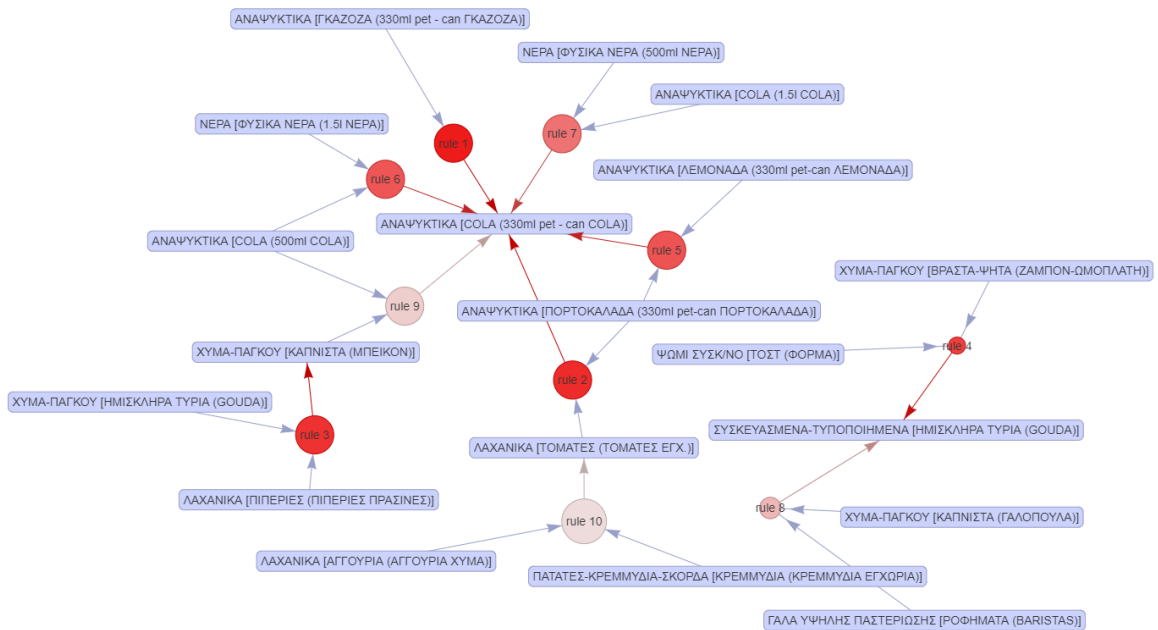 ΑΝΑΨΥΚΤΙΚΑ [ΓΚΑΖΟΖΑ (330ml pet - can ΓΚΑΖΟΖΑ)]
ΝΕΡΑ [ΦΥΣΙΚΑ ΝΕΡΑ (500ml ΝΕΡΑ)]
ΑΝΑΨΥΚΤΙΚΑ [COLA (1.5l COLA)]
ΝΕΡΑ [ΦΥΣΙΚΑ ΝΕΡΑ (1.5l ΝΕΡΑ)]
rule 7
rule 1
ΑΝΑΨΥΚΤΙΚΑ [ΛΕΜΟΝΑΔΑ (330ml pet-can ΛΕΜΟΝΑΔΑ)]
rule 6
ΑΝΑΨΥΚΤΙΚΑ [COLA (330ml pet - can COLA)]
ΑΝΑΨΥΚΤΙΚΑ [COLA (500ml COLA)]
rule 5
ΧΥΜΑ-ΠΑΓΚΟΥ [ΒΡΑΣΤΑ-ΨΗΤΑ (ΖΑΜΠΟΝ-ΩΜΟΠΛΑΤΗ)]
rule 9
ΑΝΑΨΥΚΤΙΚΑ [ΠΟΡΤΟΚΑΛΑΔΑ (330ml pet-can ΠΟΡΤΟΚΑΛΑΔΑ)]
rule 4
ΧΥΜΑ-ΠΑΓΚΟΥ [ΚΑΠΝΙΣΤΑ (ΜΠΕΙΚΟΝ)]
ΨΩΜΙ ΣΥΣΚ/ΝΟ [ΤΟΣΤ (ΦΟΡΜΑ)]
rule 2
ΧΥΜΑ-ΠΑΓΚΟΥ [ΗΜΙΣΚΛΗΡΑ ΤΥΡΙΑ (GOUDA)]
rule 3
ΣΥΣΚΕΥΑΣΜΕΝΑ-ΤΥΠΟΠΟΙΗΜΕΝΑ [ΗΜΙΣΚΛΗΡΑ ΤΥΡΙΑ (GOUDA)]
ΛΑΧΑΝΙΚΑ [ΤΟΜΑΤΕΣ (ΤΟΜΑΤΕΣ ΕΓΧ.)]
ΛΑΧΑΝΙΚΑ [ΠΙΠΕΡΙΕΣ (ΠΙΠΕΡΙΕΣ ΠΡΑΣΙΝΕΣ)]
rule 8
ΧΥΜΑ-ΠΑΓΚΟΥ [ΚΑΠΝΙΣΤΑ (ΓΑΛΟΠΟΥΛΑ)]
rule 10
ΛΑΧΑΝΙΚΑ [ΑΓΓΟΥΡΙΑ (ΑΓΓΟΥΡΙΑ ΧΥΜΑ)]
ΠΑΤΑΤΕΣ-ΚΡΕΜΜΥΔΙΑ-ΣΚΟΡΔΑ [ΚΡΕΜΜΥΔΙΑ (ΚΡΕΜΜΥΔΙΑ ΕΓΧΩΡΙΑ)]
ΓΑΛΑ ΥΨΗΛΗΣ ΠΑΣΤΕΡΙΩΣΗΣ [ΡΟΦΗΜΑΤΑ (BARISTAS)]